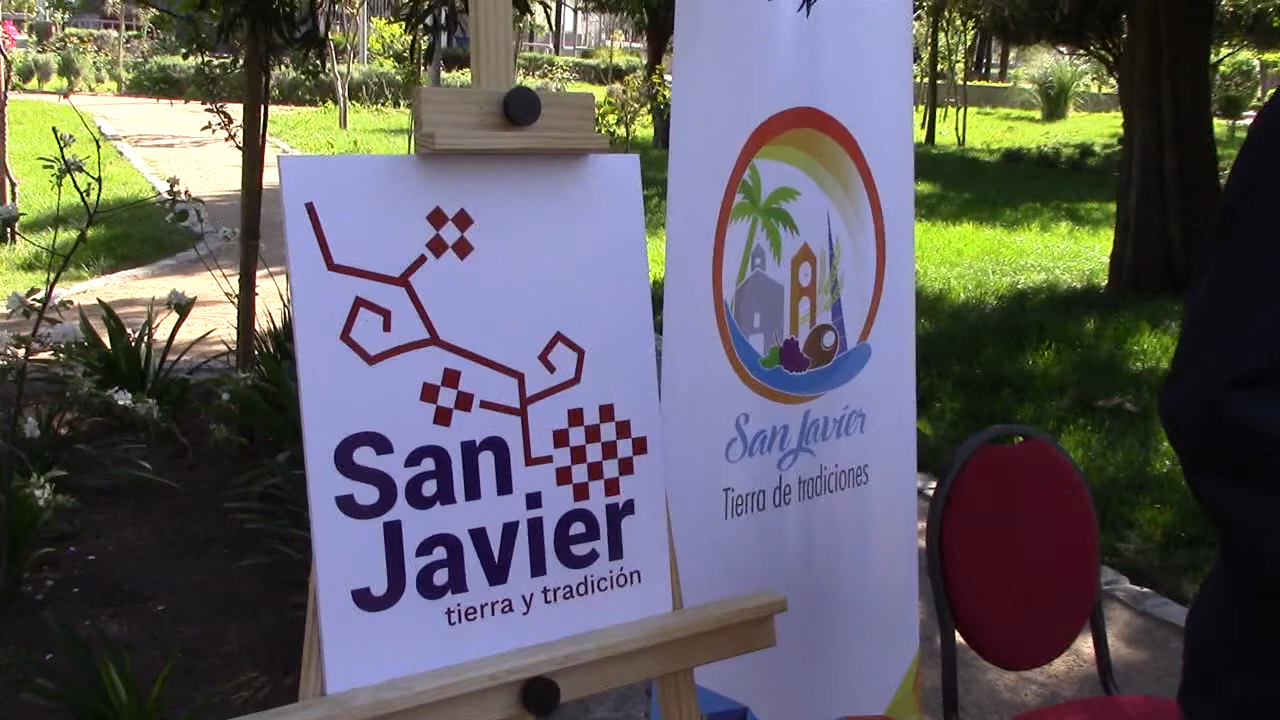 San
Javier
tierra y tradición
San Javier
Tierra de tradiciones